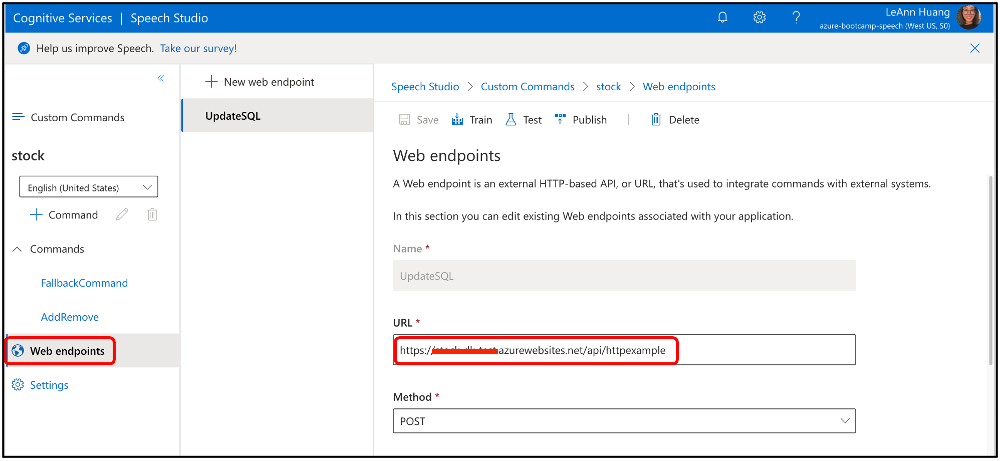 Cognitive Services | Speech Studio
LeAnn Huang
azure-bootcamp-speech (West US, S0)
Help us improve Speech. Take our survey!
Custom Commands
stock
English (United States)
Command
Commands
FallbackCommand
AddRemove
Web endpoints
Settings
New web endpoint
UpdateSQL
Speech Studio > Custom Commands > stock > Web endpoints
Save Train Test Publish | Delete
Web endpoints
A Web endpoint is an external HTTP-based API, or URL, that's used to integrate commands with external systems.
In this section you can edit existing Web endpoints associated with your application.
Name *
UpdateSQL
URL *
https://azurewebsites.net/api/httpexample
Method *
POST